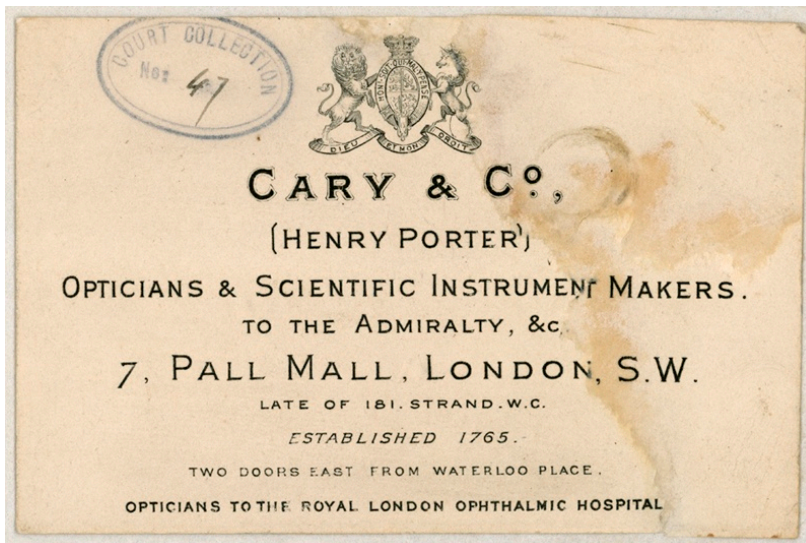 COURT COLLECTION
No: 47
HONI·SOIT·QUI·MAL·Y·PENSE
DIEU ET MON DROIT
CARY & Co,
(HENRY PORTER)
OPTICIANS & SCIENTIFIC INSTRUMENT MAKERS.
TO THE ADMIRALTY, &c
7, PALL MALL, LONDON, S.W.
LATE OF 181. STRAND. W.C.
ESTABLISHED 1765.
TWO DOORS EAST FROM WATERLOO PLACE.
OPTICIANS TO THE ROYAL LONDON OPHTHALMIC HOSPITAL